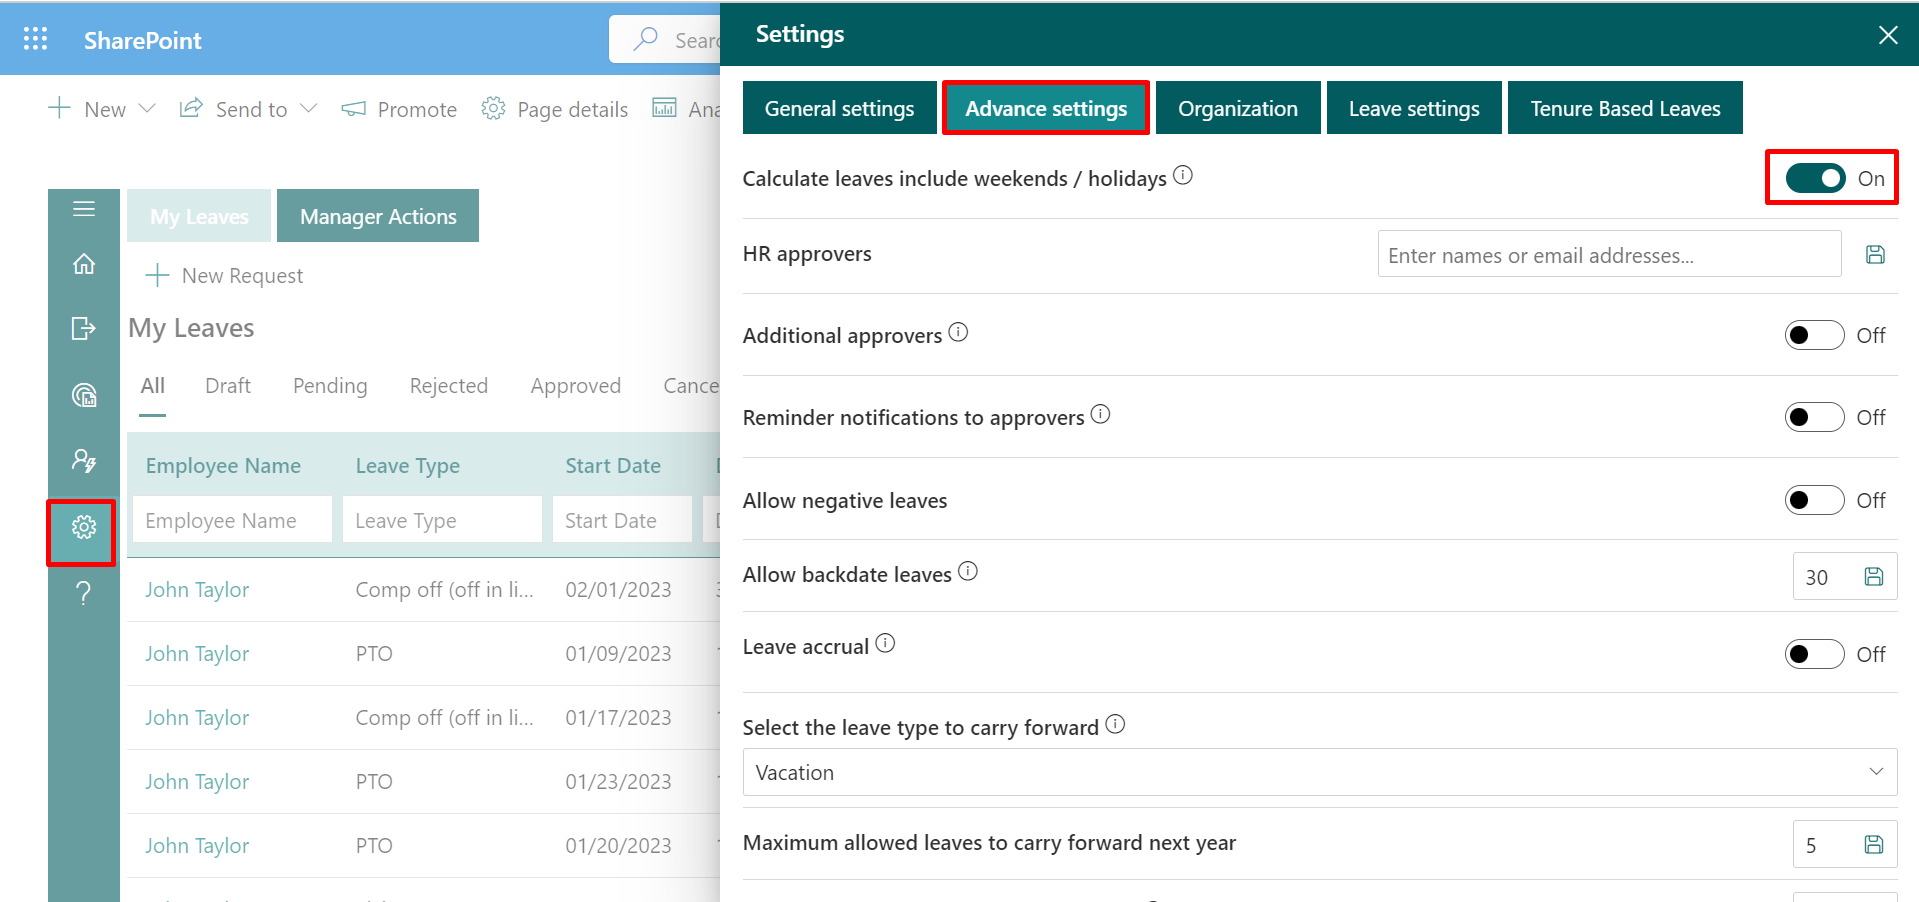 SharePoint
Sear
Settings
New
Send to
Promote
Page details
Ana
General settings
Advance settings
Organization
Leave settings
Tenure Based Leaves
Calculate leaves include weekends / holidays
On
My Leaves
Manager Actions
HR approvers
Enter names or email addresses...
New Request
My Leaves
Additional approvers
Off
All
Draft
Pending
Rejected
Approved
Cance
Reminder notifications to approvers
Off
Employee Name
Leave Type
Start Date
Allow negative leaves
Off
Employee Name
Leave Type
Start Date
Allow backdate leaves
30
John Taylor
Comp off (off in li...
02/01/2023
Leave accrual
Off
John Taylor
PTO
01/09/2023
John Taylor
Comp off (off in li...
01/17/2023
Select the leave type to carry forward
Vacation
John Taylor
PTO
01/23/2023
John Taylor
PTO
01/20/2023
Maximum allowed leaves to carry forward next year
5